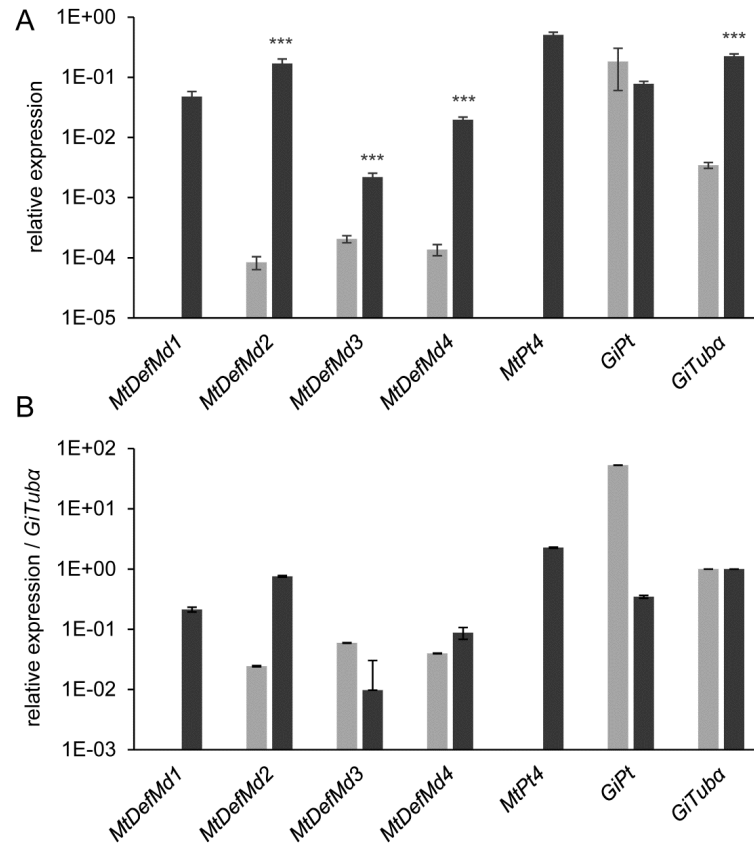 A
relative expression
1E+00
1E-01
1E-02
1E-03
1E-04
1E-05
***
***
***
***
MtDefMd1
MtDefMd2
MtDefMd3
MtDefMd4
MtPt4
GiPt
GiTubα
B
relative expression / GiTubα
1E+02
1E+01
1E+00
1E-01
1E-02
1E-03
MtDefMd1
MtDefMd2
MtDefMd3
MtDefMd4
MtPt4
GiPt
GiTubα